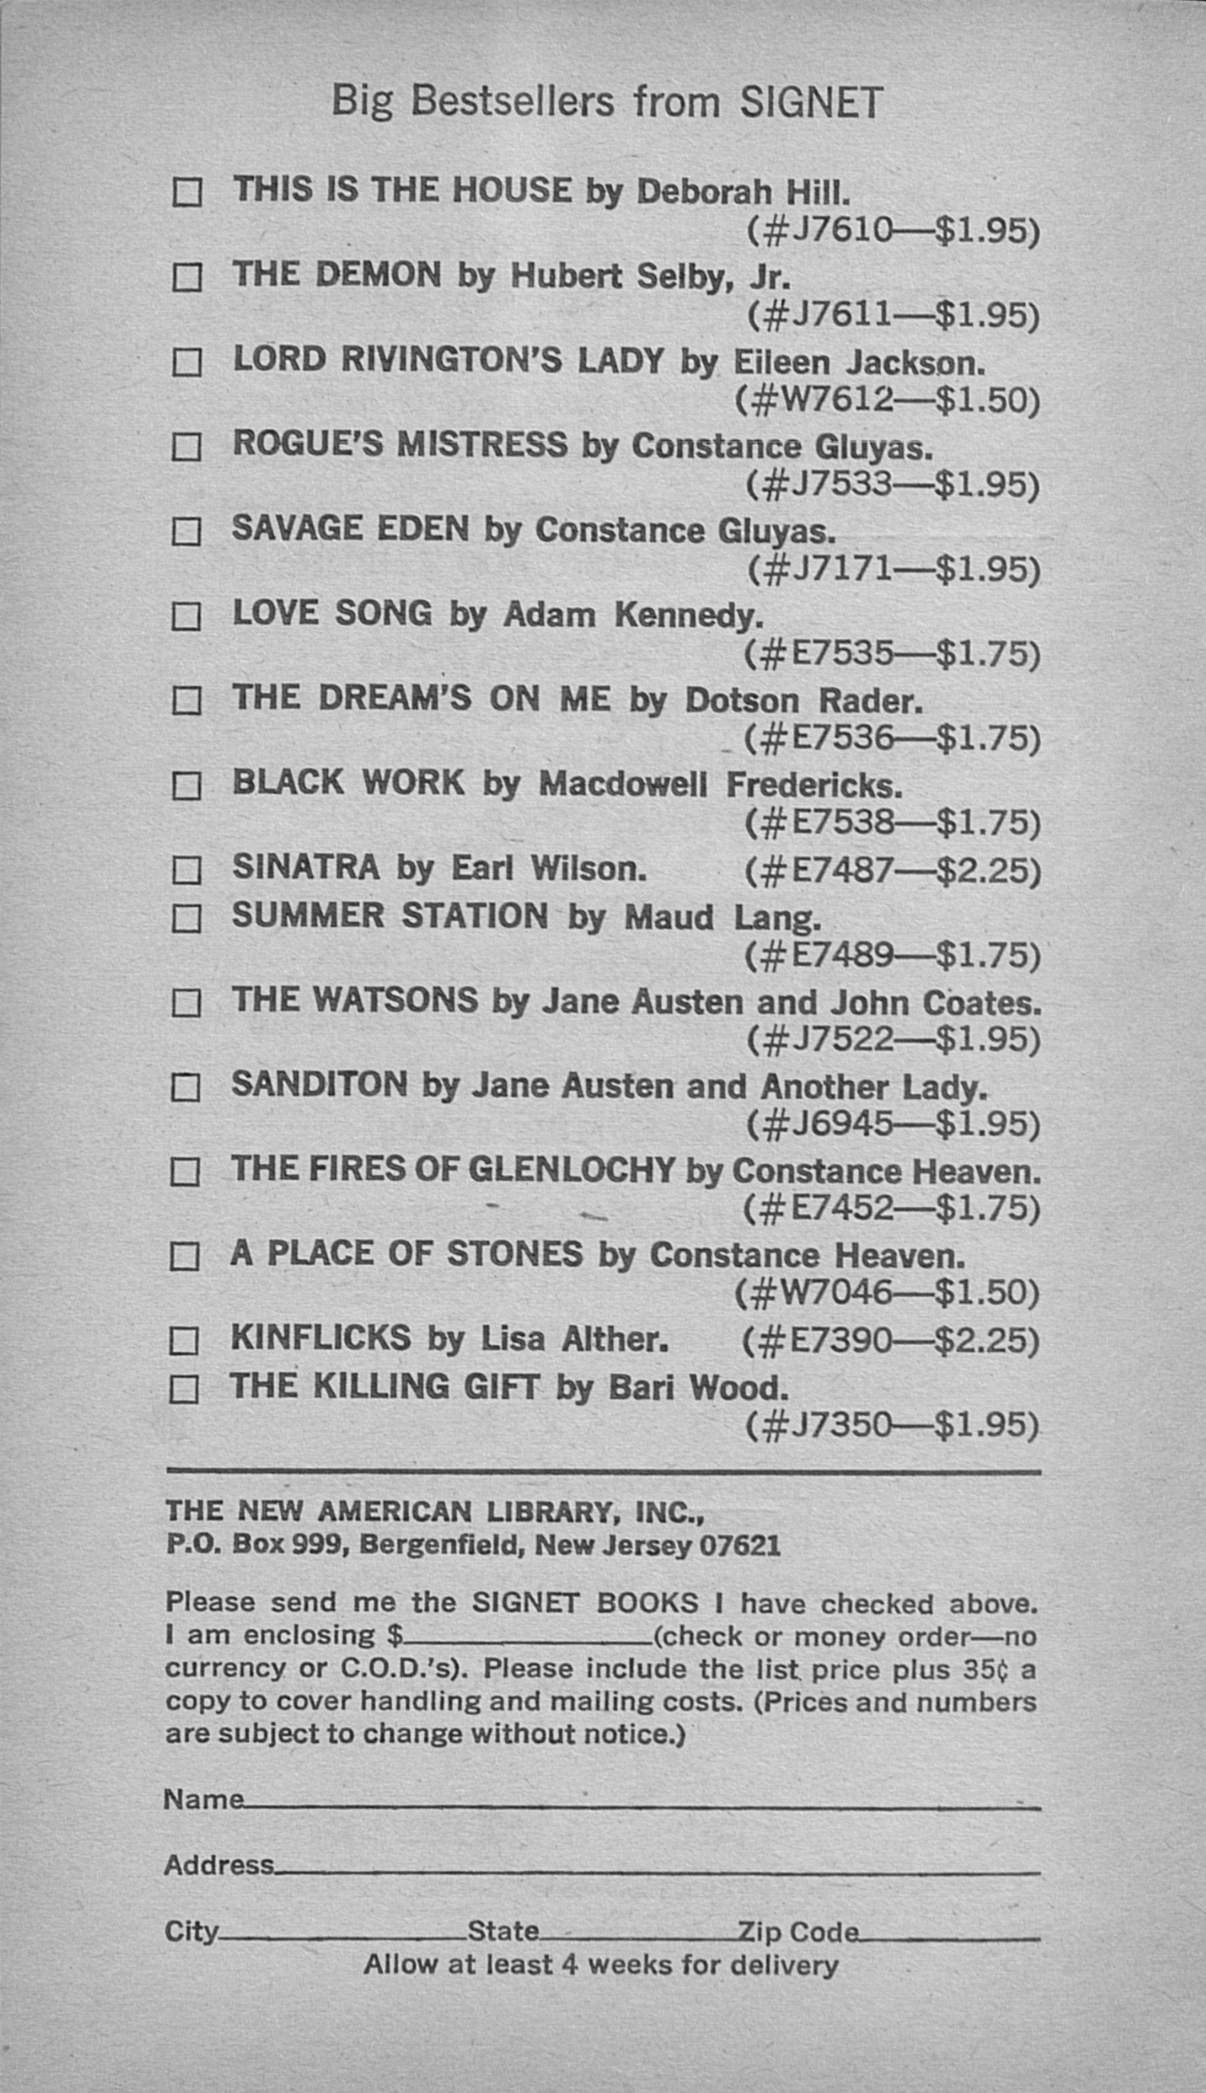 Big Bestsellers from SIGNET
□ THIS IS THE HOUSE by Deborah Hill.
(#J7610—$1.95)
□ THE DEMON by Hubert Selby, Jr.
(#J7611—$1.95)
□ LORD RIVINGTON'S LADY by Eileen Jackson.
(#W7612—$1.50)
□ ROGUE'S MISTRESS by Constance Gluyas.
(#J7533—$1.95)
□ SAVAGE EDEN by Constance Gluyas.
(#J7171—$1.95)
□ LOVE SONG by Adam Kennedy.
(#E7535—$1.75)
□ THE DREAM'S ON ME by Dotson Rader.
(#E7536—$1.75)
□ BLACK WORK by Macdowell Fredericks.
(#E7538—$1.75)
□ SINATRA by Earl Wilson. (#E7487—$2.25)
□ SUMMER STATION by Maud Lang.
(#E7489—$1.75)
□ THE WATSONS by Jane Austen and John Coates.
(#J7522—$1.95)
□ SANDITON by Jane Austen and Another Lady.
(#J6945—$1.95)
□ THE FIRES OF GLENLOCHY by Constance Heaven.
(#E7452—$1.75)
□ A PLACE OF STONES by Constance Heaven.
(#W7046—$1.50)
□ KINFLICKS by Lisa Alther. (#E7390—$2.25)
□ THE KILLING GIFT by Bari Wood.
(#J7350—$1.95)
THE NEW AMERICAN LIBRARY, INC.,
P.O. Box 999, Bergenfield, New Jersey 07621
Please send me the SIGNET BOOKS I have checked above.
I am enclosing $__________(check or money order—no
currency or C.O.D.'s). Please include the list price plus 35¢ a
copy to cover handling and mailing costs. (Prices and numbers
are subject to change without notice.)
Name__________
Address__________
City__________State__________Zip Code__________
Allow at least 4 weeks for delivery